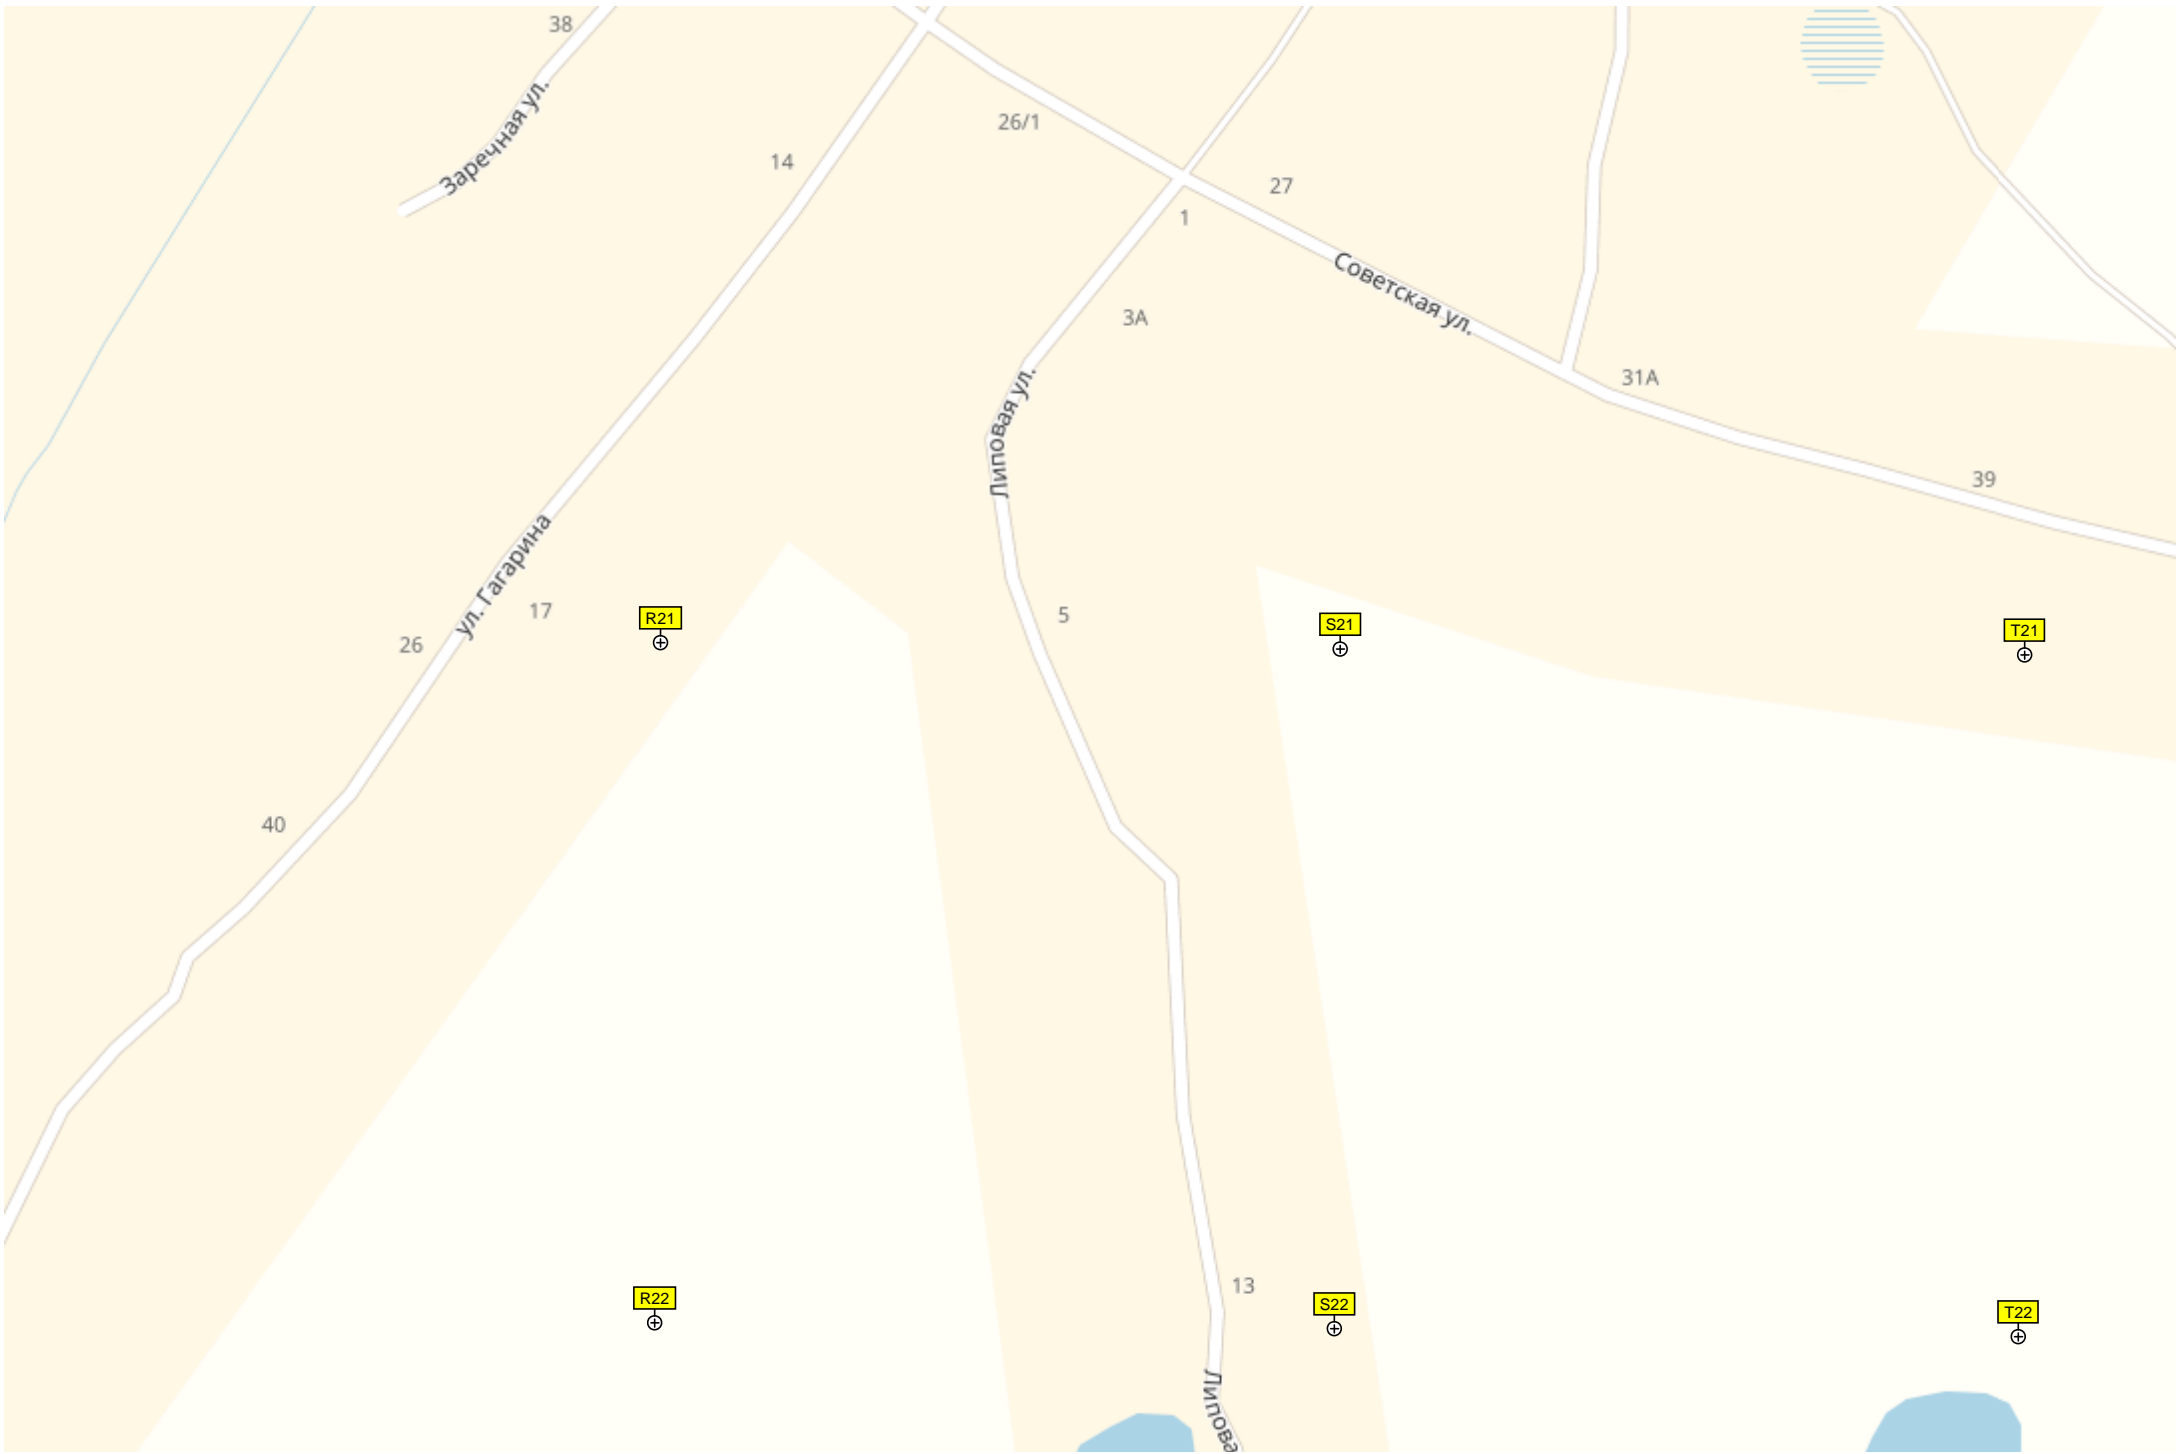 38
Заречная ул.
14
26/1
27
1
Советская ул.
3А
31А
Липовая ул.
39
ул. Гагарина
17
26
R21
5
S21
T21
40
13
R22
S22
T22
Липова